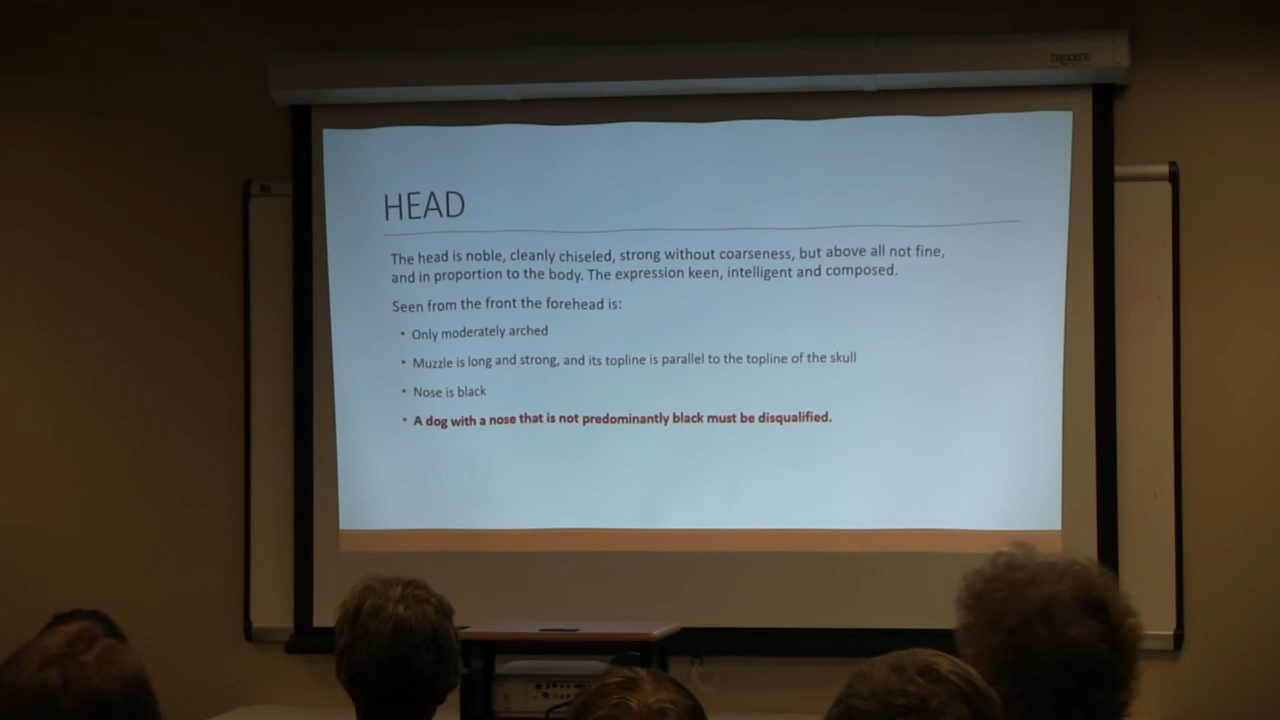 HEAD
The head is noble, cleanly chiseled, strong without coarseness, but above all not fine,
and in proportion to the body. The expression keen, intelligent and composed.
Seen from the front the forehead is:
• Only moderately arched
• Muzzle is long and strong, and its topline is parallel to the topline of the skull
• Nose is black
• A dog with a nose that is not predominantly black must be disqualified.